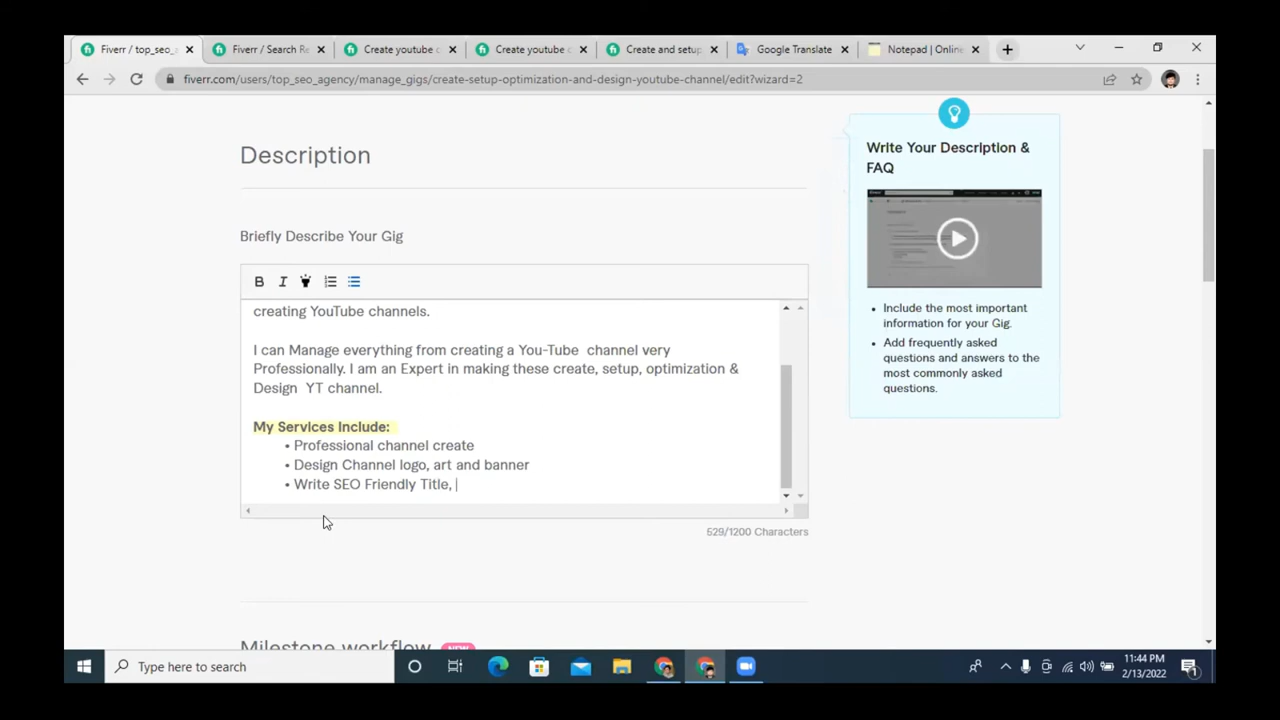 Fiverr / top_seo_
Fiverr / Search Re
Create youtube c
Create youtube c
Create and setup
Google Translate
Notepad | Online
fiverr.com/users/top_seo_agency/manage_gigs/create-setup-optimization-and-design-youtube-channel/edit?wizard=2
Description
Briefly Describe Your Gig
B I
creating YouTube channels.
I can Manage everything from creating a You-Tube channel very
Professionally. I am an Expert in making these create, setup, optimization &
Design YT channel.
My Services Include:
• Professional channel create
• Design Channel logo, art and banner
• Write SEO Friendly Title,
529/1200 Characters
Milestone workflow NEW
Write Your Description &
FAQ
• Include the most important
information for your Gig.
• Add frequently asked
questions and answers to the
most commonly asked
questions.
Type here to search
11:44 PM
2/13/2022
1